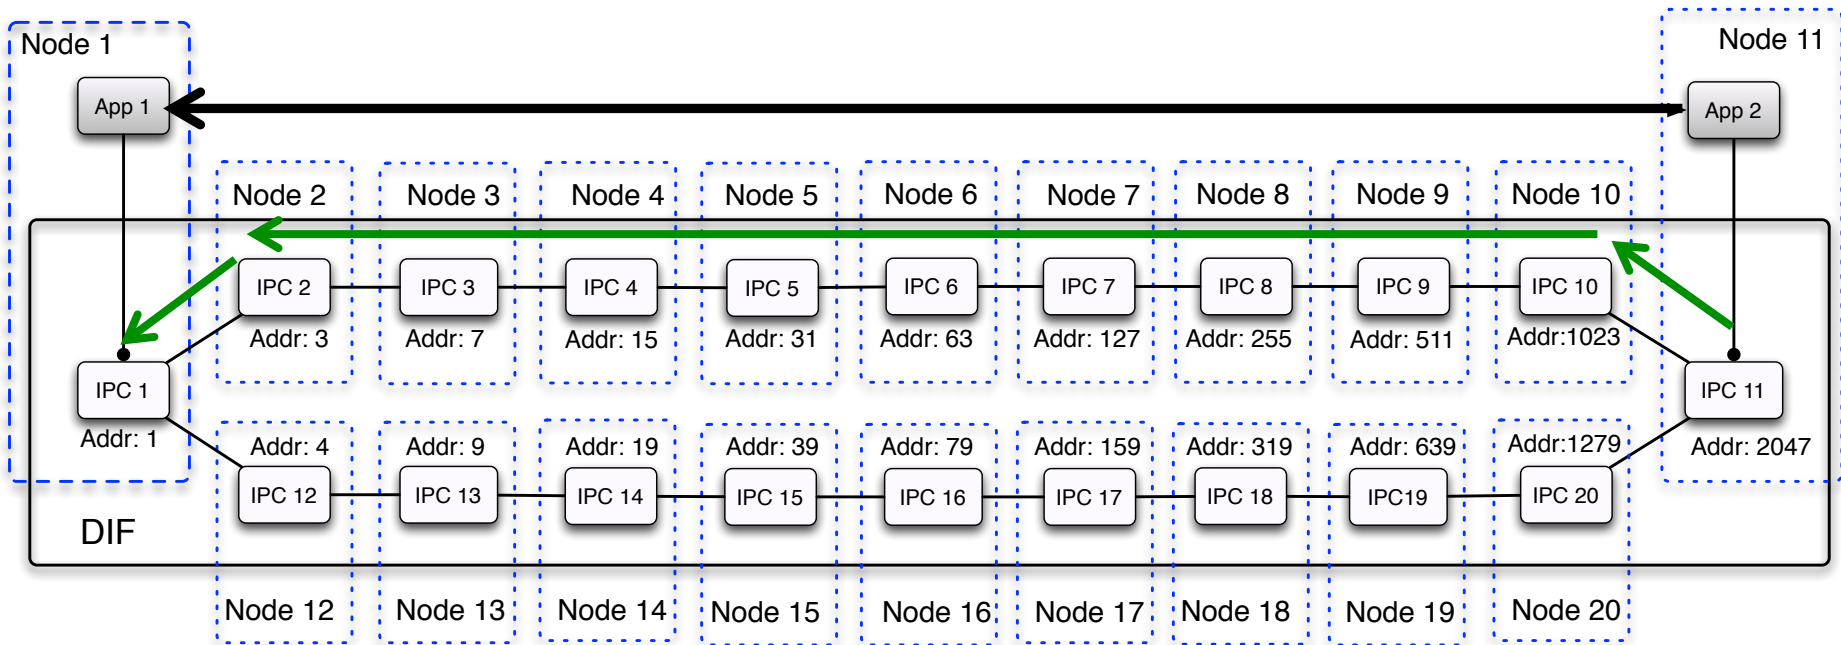 Node 1
Node 11
App 1
App 2
Node 2
Node 3
Node 4
Node 5
Node 6
Node 7
Node 8
Node 9
Node 10
IPC 2
IPC 3
IPC 4
IPC 5
IPC 6
IPC 7
IPC 8
IPC 9
IPC 10
Addr: 3
Addr: 7
Addr: 15
Addr: 31
Addr: 63
Addr: 127
Addr: 255
Addr: 511
Addr:1023
IPC 1
IPC 11
Addr: 1
Addr: 4
Addr: 9
Addr: 19
Addr: 39
Addr: 79
Addr: 159
Addr: 319
Addr: 639
Addr:1279
Addr: 2047
IPC 12
IPC 13
IPC 14
IPC 15
IPC 16
IPC 17
IPC 18
IPC19
IPC 20
DIF
Node 12
Node 13
Node 14
Node 15
Node 16
Node 17
Node 18
Node 19
Node 20